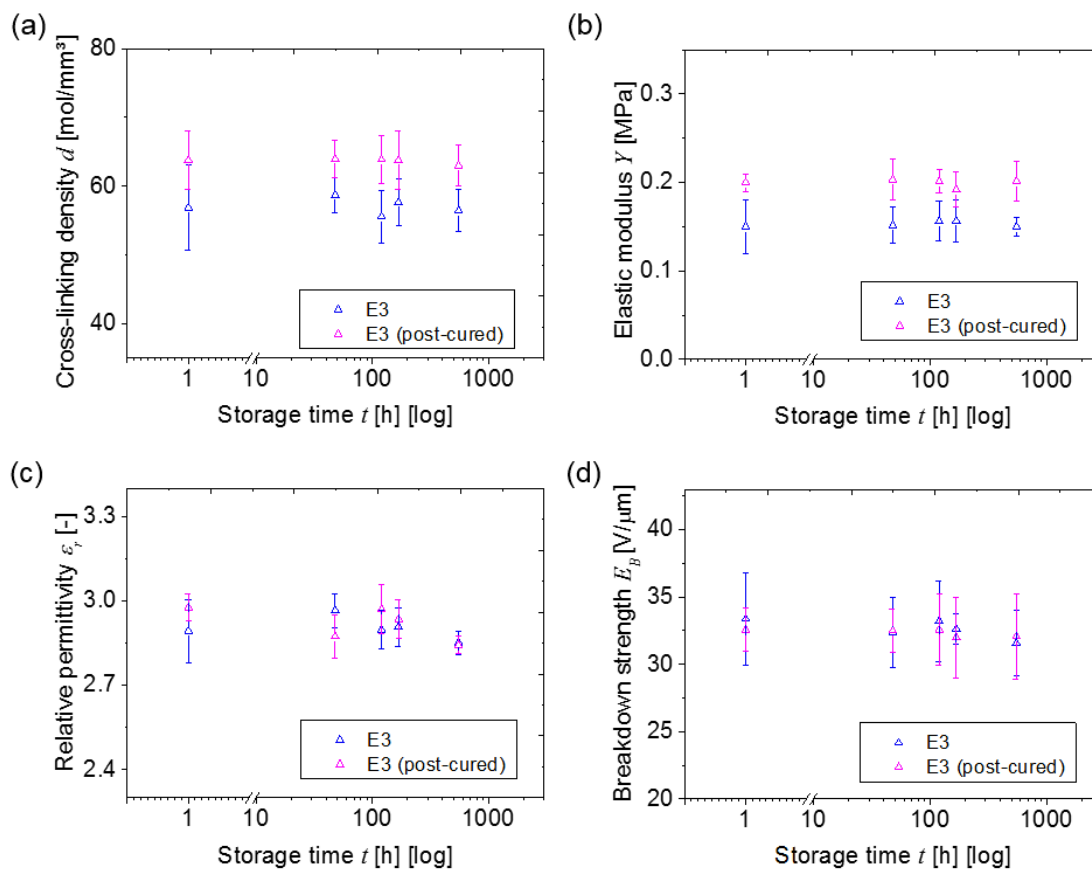 (a)
Cross-linking density d [mol/mm³]
80
60
40
E3
E3 (post-cured)
1 10 100 1000
Storage time t [h] [log]
(b)
Elastic modulus Y [MPa]
0.3
0.2
0.1
0.0
E3
E3 (post-cured)
1 10 100 1000
Storage time t [h] [log]
(c)
Relative permittivity εr [-]
3.3
3.0
2.7
2.4
E3
E3 (post-cured)
1 10 100 1000
Storage time t [h] [log]
(d)
Breakdown strength EB [V/μm]
40
35
30
25
20
E3
E3 (post-cured)
1 10 100 1000
Storage time t [h] [log]